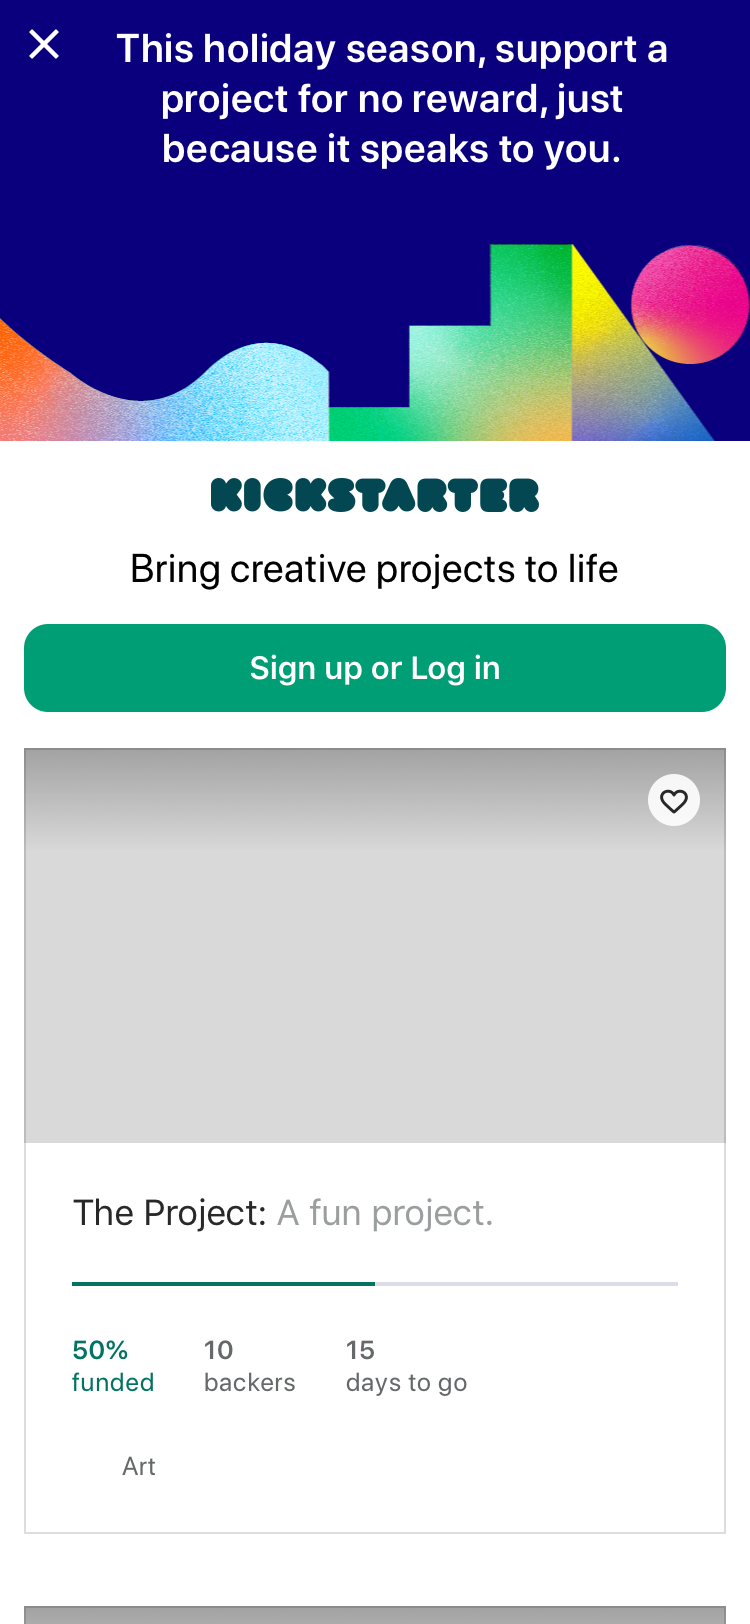 This holiday season, support a
project for no reward, just
because it speaks to you.
KICKSTARTER
Bring creative projects to life
Sign up or Log in
The Project: A fun project.
50%
funded
10
backers
15
days to go
Art